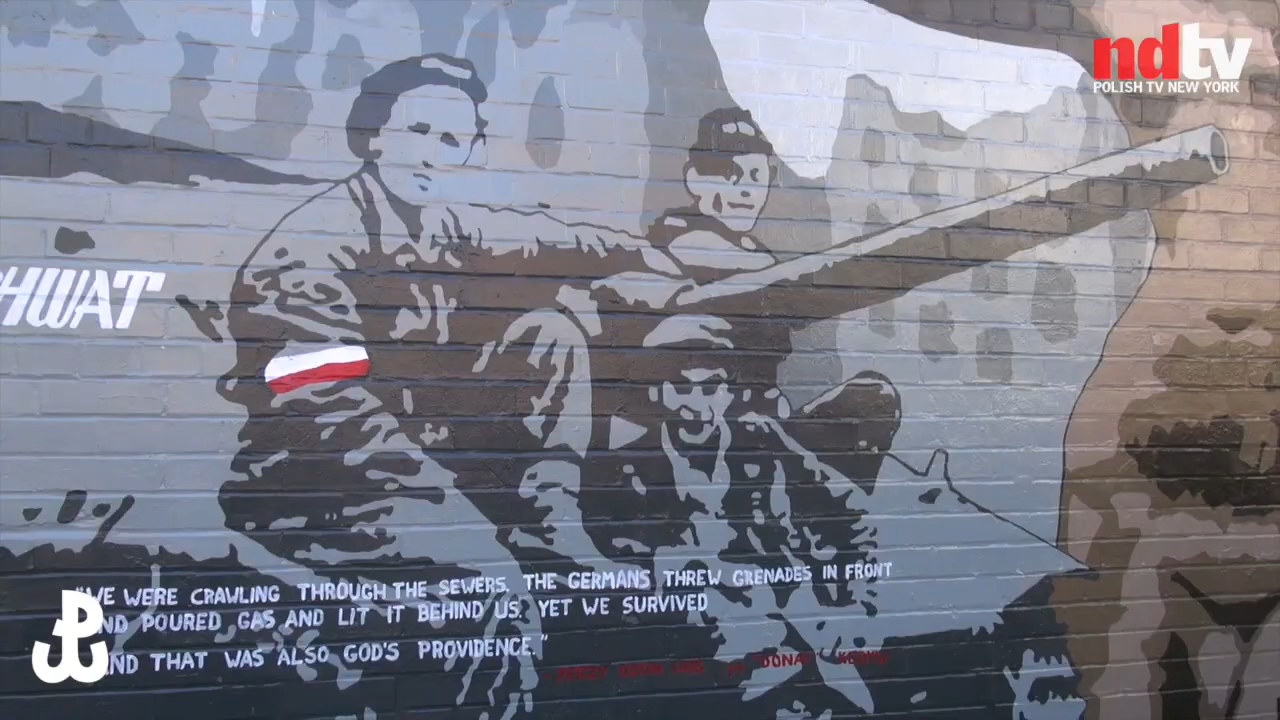 ndtv
POLISH TV NEW YORK
HWAT
"WE WERE CRAWLING THROUGH THE SEWERS. THE GERMANS THREW GRENADES IN FRONT
AND POURED GAS AND LIT IT BEHIND US. YET WE SURVIVED
AND THAT WAS ALSO GOD'S PROVIDENCE."